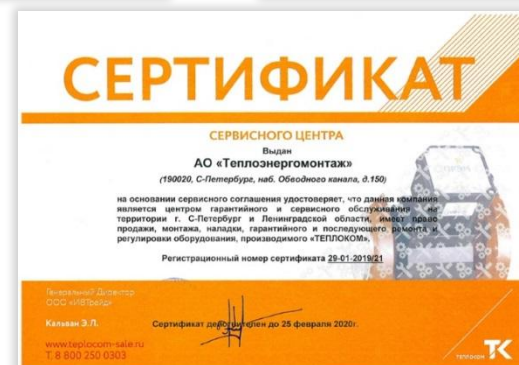 СЕРТИФИКАТ
СЕРВИСНОГО ЦЕНТРА
Выдан
АО «Теплоэнергомонтаж»
(190020, С-Петербург, наб. Обводного канала, д.150)
на основании сервисного соглашения удостоверяет, что данная компания
является центром гарантийного и сервисного обслуживания на
территории г. С-Петербург и Ленинградской области, имеет право
продажи, монтажа, наладки, гарантийного и последующего ремонта и
регулировки оборудования, производимого «ТЕПЛОКОМ».
Регистрационный номер сертификата 29-01-2019/21
Генеральный Директор
ООО «ИВТрейд»
Кальван Э.Л.
Сертификат действителен до 25 февраля 2020г.
www.teplocom-sale.ru
Т. 8 800 250 0303
ТЕПЛОКОМ ТК